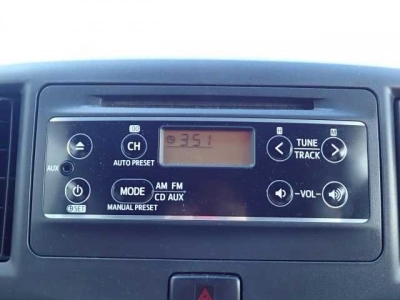 CH
AUTO PRESET
3:51
H
M
TUNE
TRACK
AUX
MODE
AM FM
CD AUX
MANUAL PRESET
-VOL-